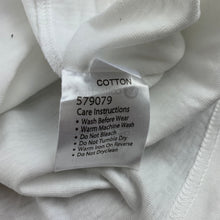 COTTON
579079
Care Instructions
• Wash Before Wear
• Warm Machine Wash
• Do Not Bleach
• Do Not Tumble Dry
• Warm Iron On Reverse
• Do Not Dryclean